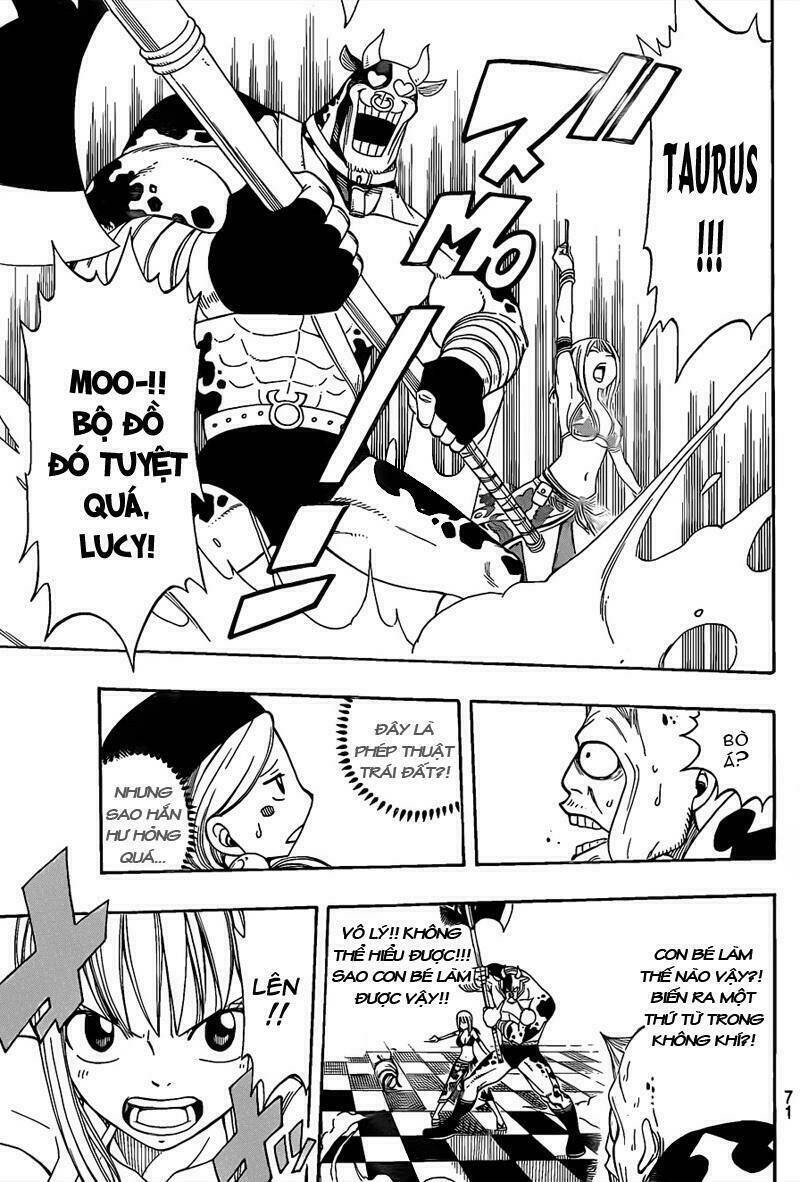 TAURUS
!!!
ズ
MO
!!
MOO-!!
BỘ ĐỒ
ĐÓ TUYỆT
QUÁ,
LUCY!
BÒ
Á?
ĐÂY LÀ
PHÉP THUẬT
TRÁI ĐẤT?!
NHƯNG
SAO HẮN
HƯ HỎNG
QUÁ...
CON BÉ LÀM
THẾ NÀO VẬY?!
BIẾN RA MỘT
THỨ TỪ TRONG
KHÔNG KHÍ?
VÔ LÝ!! KHÔNG
THỂ HIỂU ĐƯỢC!!!
SAO CON BÉ LÀM
ĐƯỢC VẬY!!
LÊN
!!
71